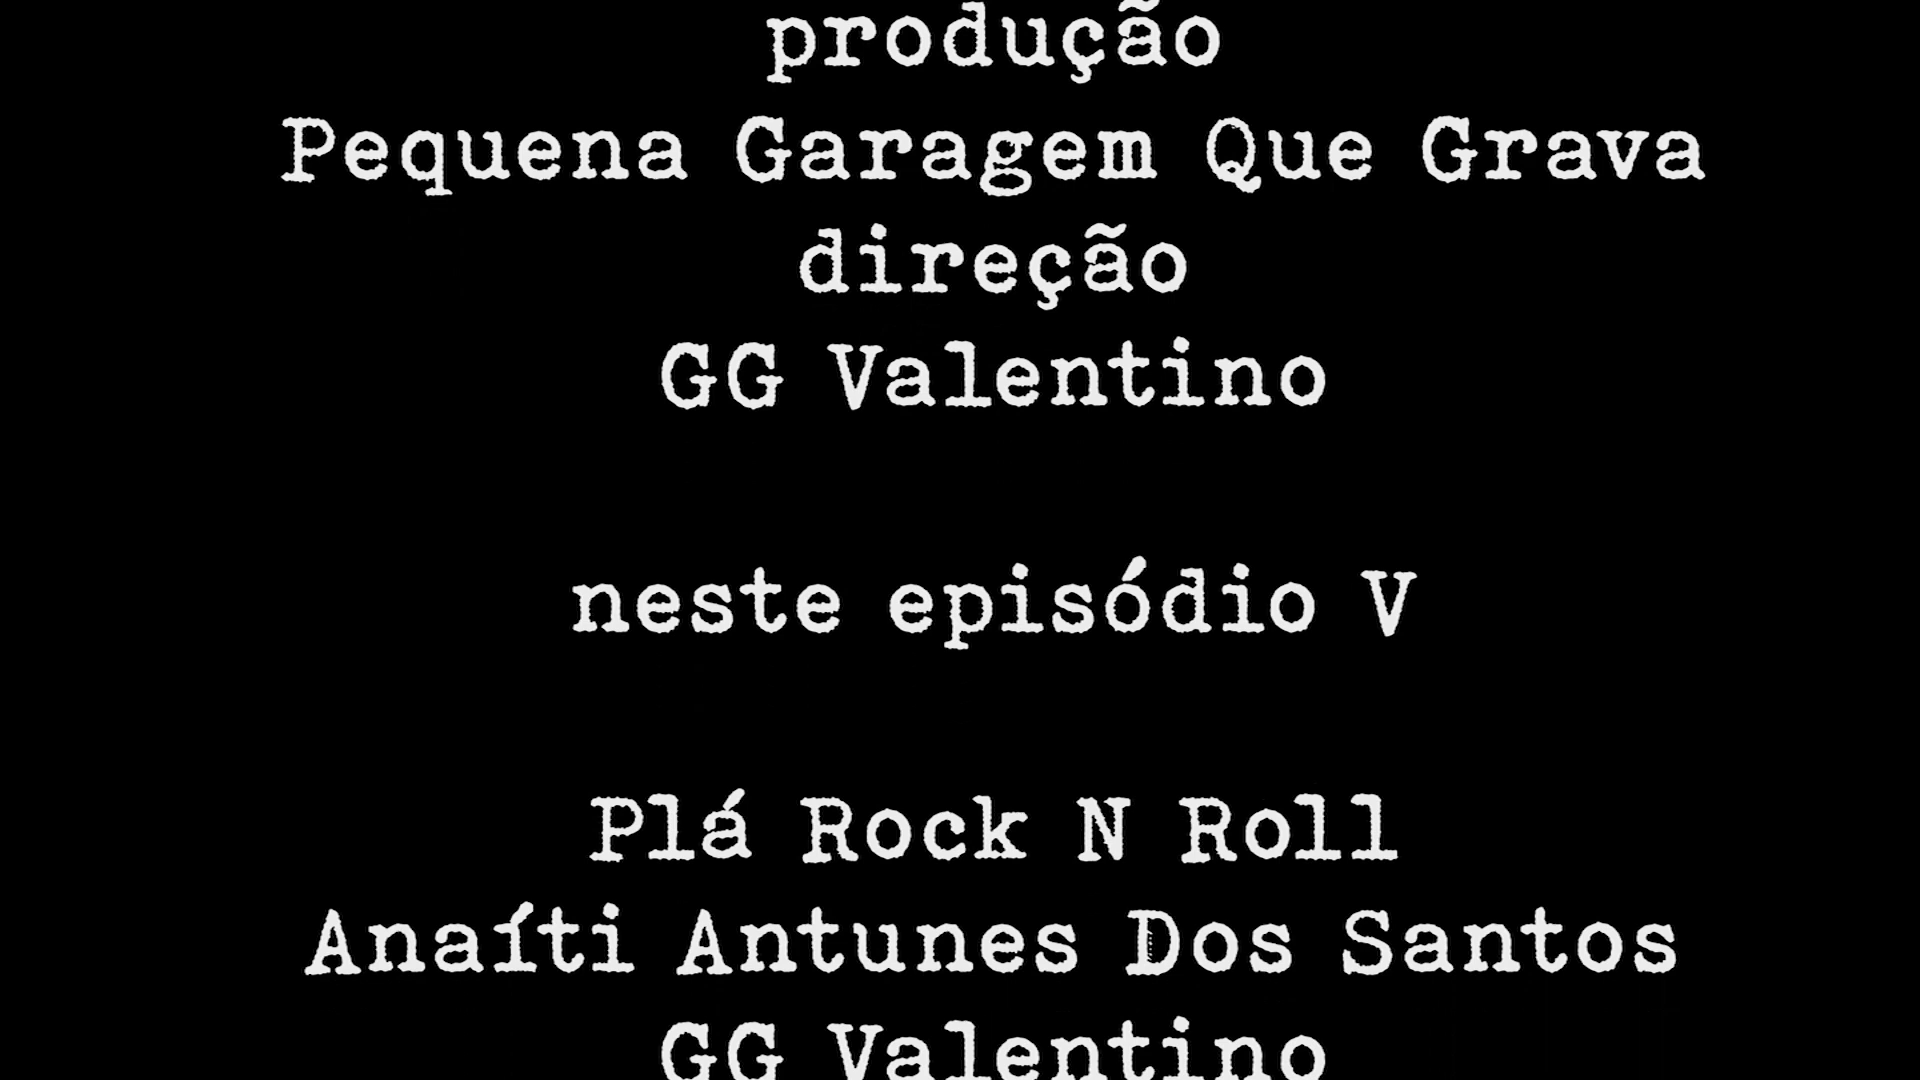 produção
Pequena Garagem Que Grava
direção
GG Valentino
neste episódio V
Plá Rock N Roll
Anaíti Antunes Dos Santos
GG Valentino